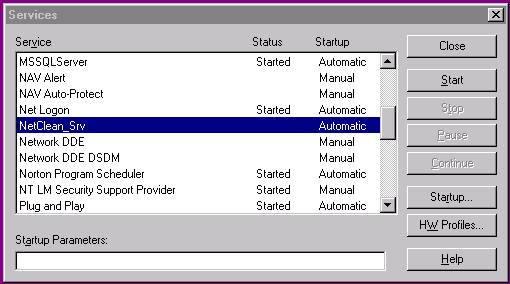 Services
Service Status Startup
MSSQLServer Started Automatic
NAV Alert Manual
NAV Auto-Protect Manual
Net Logon Started Automatic
NetClean_Srv Automatic
Network DDE Manual
Network DDE DSDM Manual
Norton Program Scheduler Started Automatic
NT LM Security Support Provider Started Manual
Plug and Play Started Automatic
Startup Parameters:
Close
Start
Stop
Pause
Continue
Startup...
HW Profiles...
Help